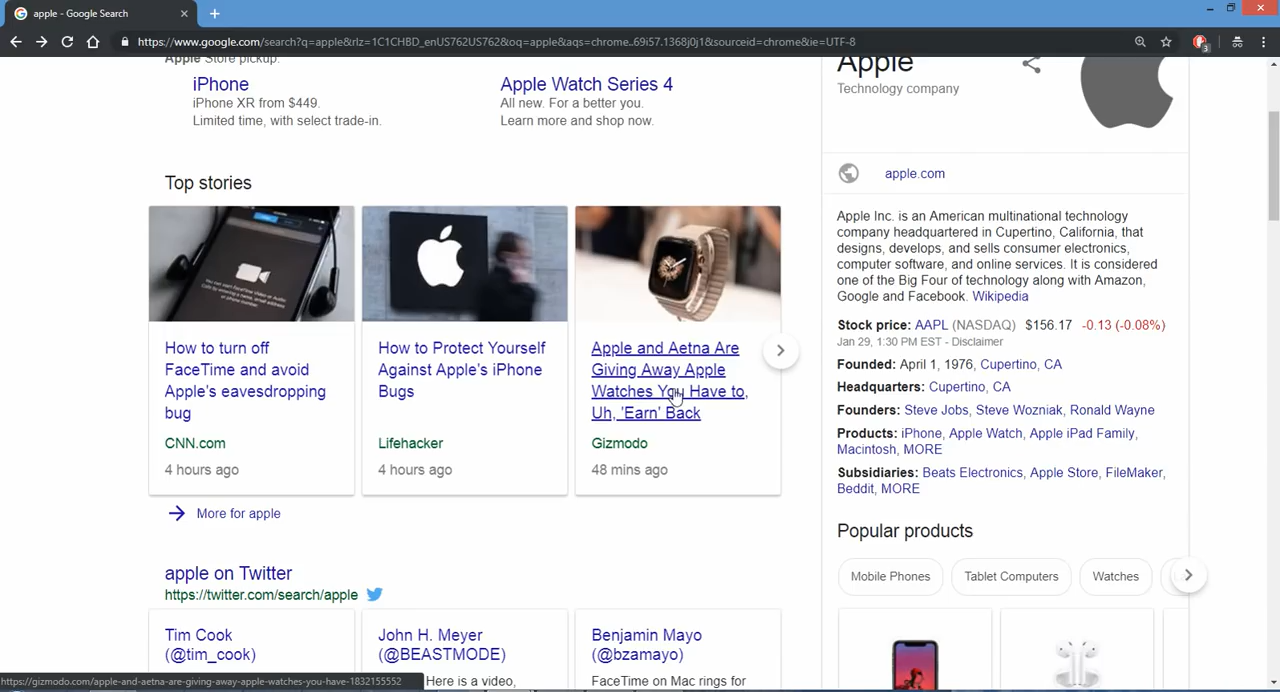 apple - Google Search
https://www.google.com/search?q=apple&rlz=1C1CHBD_enUS762US762&oq=apple&aqs=chrome..69i57.1368j0j1&sourceid=chrome&ie=UTF-8
3
Apple Store pickup.
iPhone
iPhone XR from $449.
Limited time, with select trade-in.
Apple Watch Series 4
All new. For a better you.
Learn more and shop now.
Top stories
How to turn off
FaceTime and avoid
Apple's eavesdropping
bug
CNN.com
4 hours ago
How to Protect Yourself
Against Apple's iPhone
Bugs
Lifehacker
4 hours ago
Apple and Aetna Are
Giving Away Apple
Watches You Have to,
Uh, 'Earn' Back
Gizmodo
48 mins ago
More for apple
apple on Twitter
https://twitter.com/search/apple
Tim Cook
(@tim_cook)
John H. Meyer
(@BEASTMODE)
Here is a video,
Benjamin Mayo
(@bzamayo)
FaceTime on Mac rings for
https://gizmodo.com/apple-and-aetna-are-giving-away-apple-watches-you-have-1832155552
Apple
Technology company
apple.com
Apple Inc. is an American multinational technology
company headquartered in Cupertino, California, that
designs, develops, and sells consumer electronics,
computer software, and online services. It is considered
one of the Big Four of technology along with Amazon,
Google and Facebook. Wikipedia
Stock price: AAPL (NASDAQ) $156.17 -0.13 (-0.08%)
Jan 29, 1:30 PM EST - Disclaimer
Founded: April 1, 1976, Cupertino, CA
Headquarters: Cupertino, CA
Founders: Steve Jobs, Steve Wozniak, Ronald Wayne
Products: iPhone, Apple Watch, Apple iPad Family,
Macintosh, MORE
Subsidiaries: Beats Electronics, Apple Store, FileMaker,
Beddit, MORE
Popular products
Mobile Phones
Tablet Computers
Watches